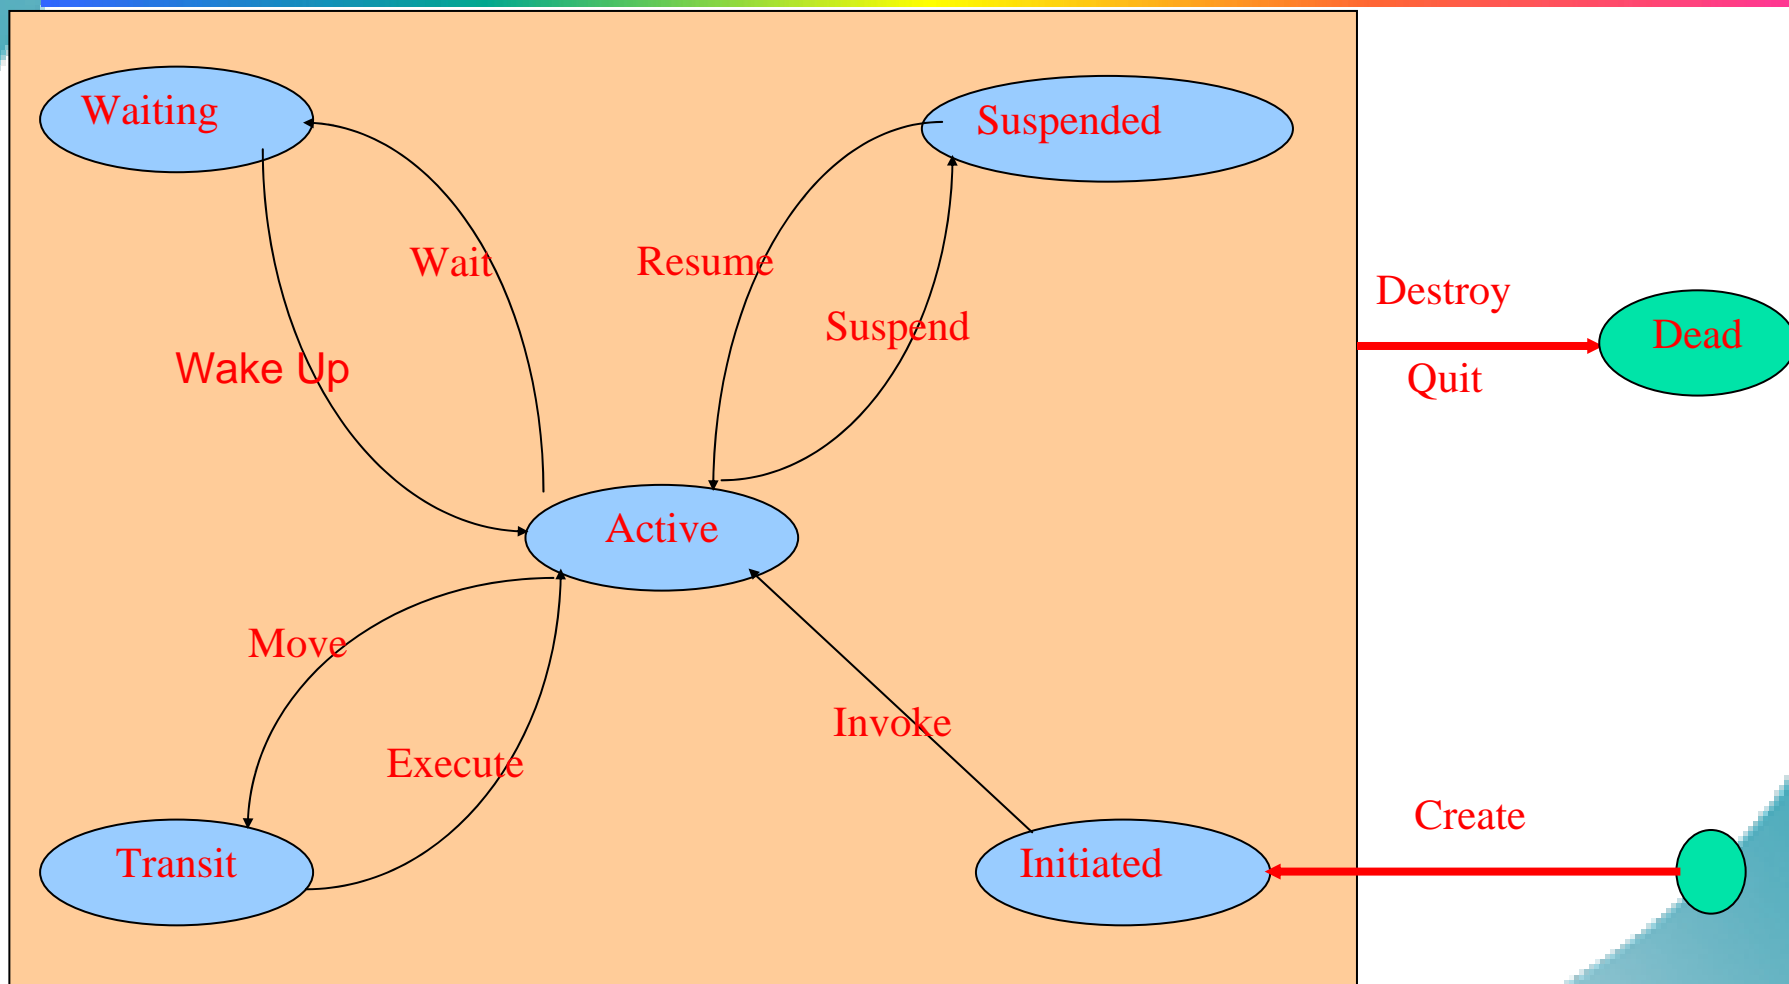 Waiting
Suspended
Wait
Resume
Destroy
Suspend
Dead
Wake Up
Quit
Active
Move
Invoke
Execute
Create
Transit
Initiated